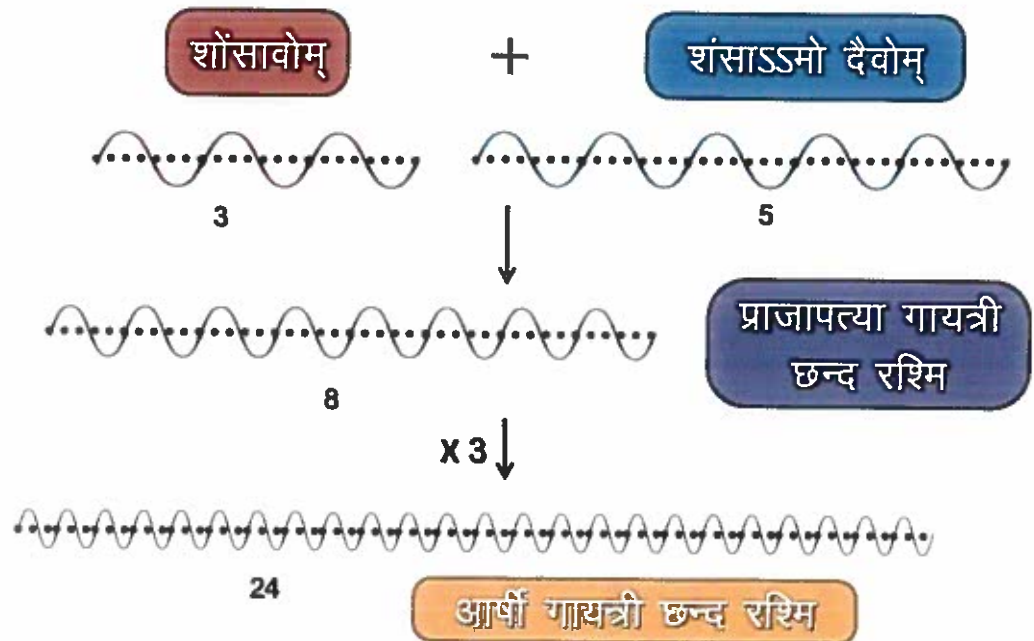 शोंसावोम्
+
शंसाऽऽमो दैवोम्
3
5
8
प्राजापत्या गायत्री
छन्द रश्मि
X 3
24
आर्षी गायत्री छन्द रश्मि